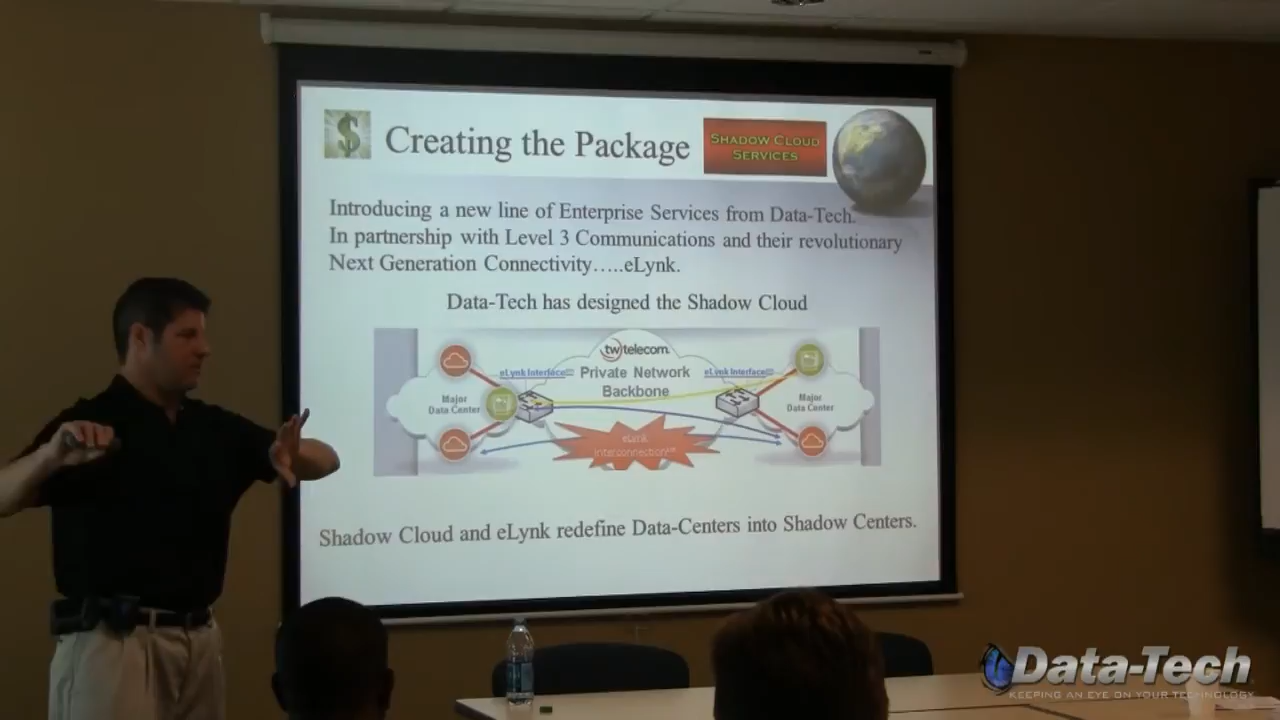 $
Creating the Package
SHADOW CLOUD
SERVICES
Introducing a new line of Enterprise Services from Data-Tech.
In partnership with Level 3 Communications and their revolutionary
Next Generation Connectivity…..eLynk.
Data-Tech has designed the Shadow Cloud
tw telecom
eLynk Interface
Private Network
Backbone
eLynk Interface
Major
Data Center
Major
Data Center
eLynk
Interconnection
Shadow Cloud and eLynk redefine Data-Centers into Shadow Centers.
Data-Tech
KEEPING AN EYE ON YOUR TECHNOLOGY